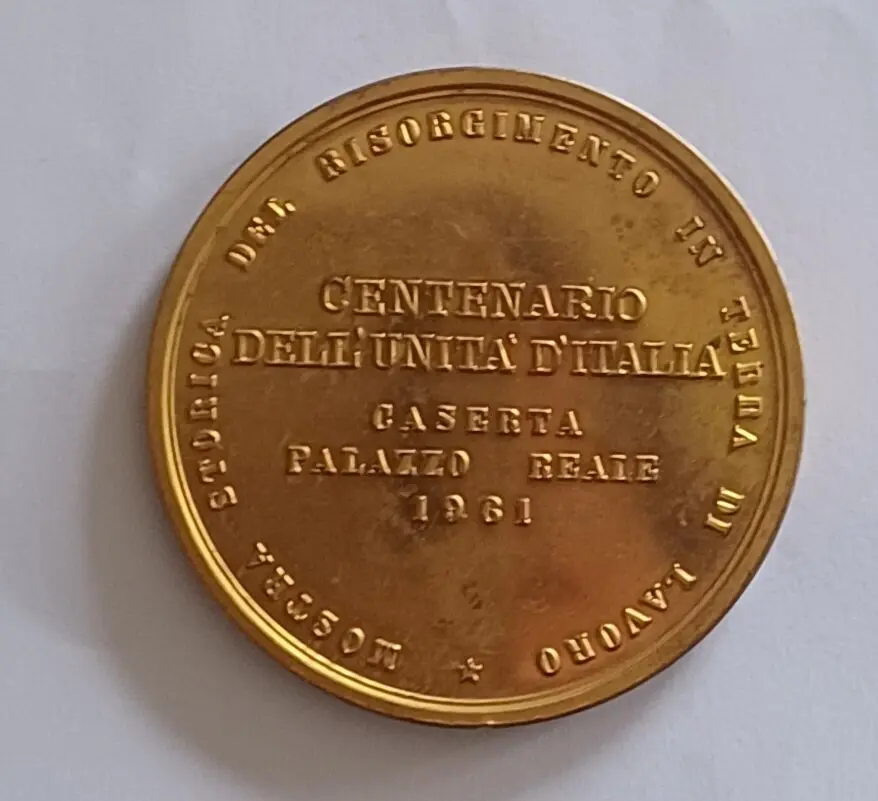 MOSTRA STORICA DEL RISORGIMENTO IN TERRA DI LAVORO
CENTENARIO
DELL'UNITA' D'ITALIA
CASERTA
PALAZZO REALE
1961